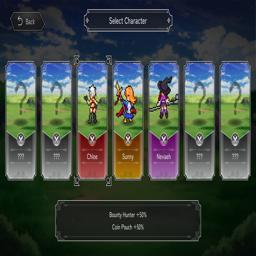 Back
Select Character
???
???
Chloe
Sunny
Nevaeh
???
???
Bounty Hunter +50%
Coin Pouch +50%